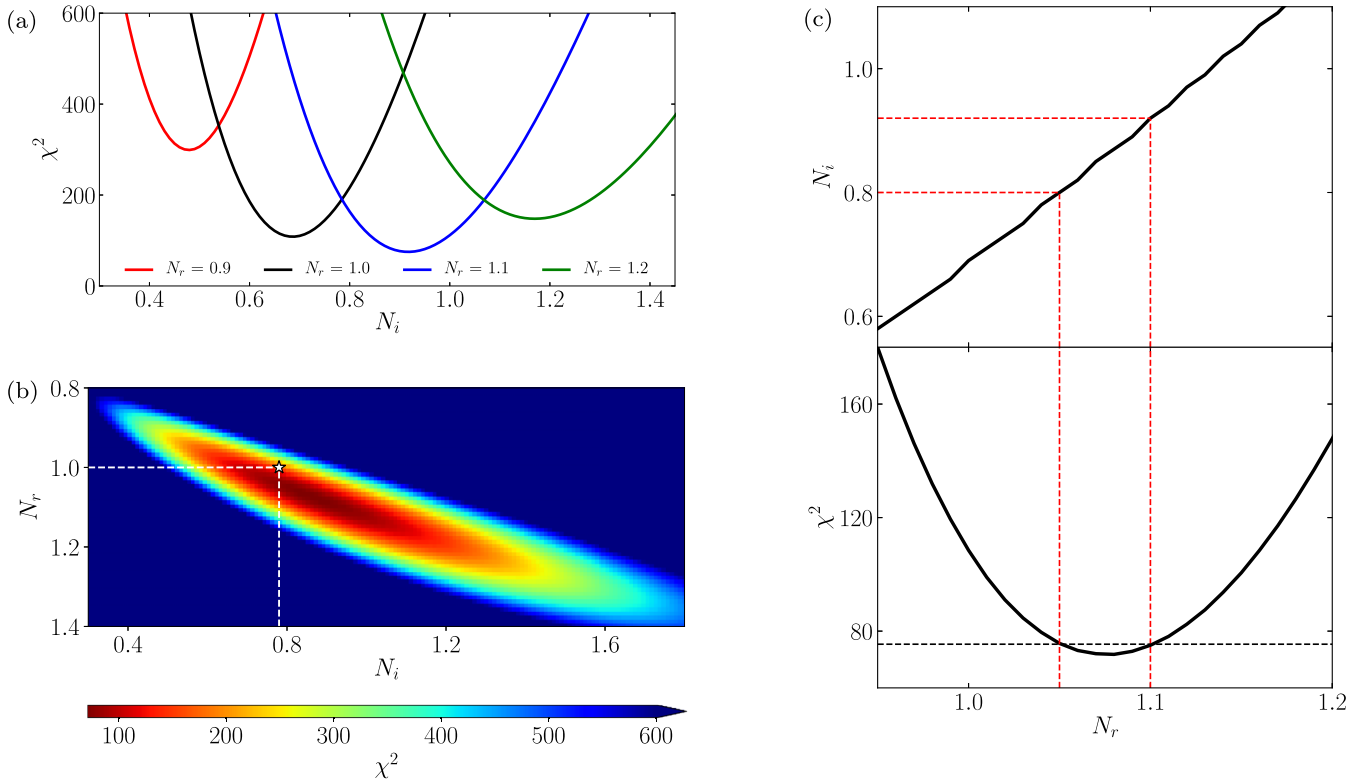 (a)
600
400
200
0
χ²
N_r = 0.9 N_r = 1.0 N_r = 1.1 N_r = 1.2
0.4 0.6 0.8 1.0 1.2 1.4
N_i
(b)
0.8
1.0
1.2
1.4
N_r
0.4 0.8 1.2 1.6
N_i
100 200 300 400 500 600
χ²
(c)
1.0
0.8
0.6
N_i
160
120
80
χ²
1.0 1.1 1.2
N_r